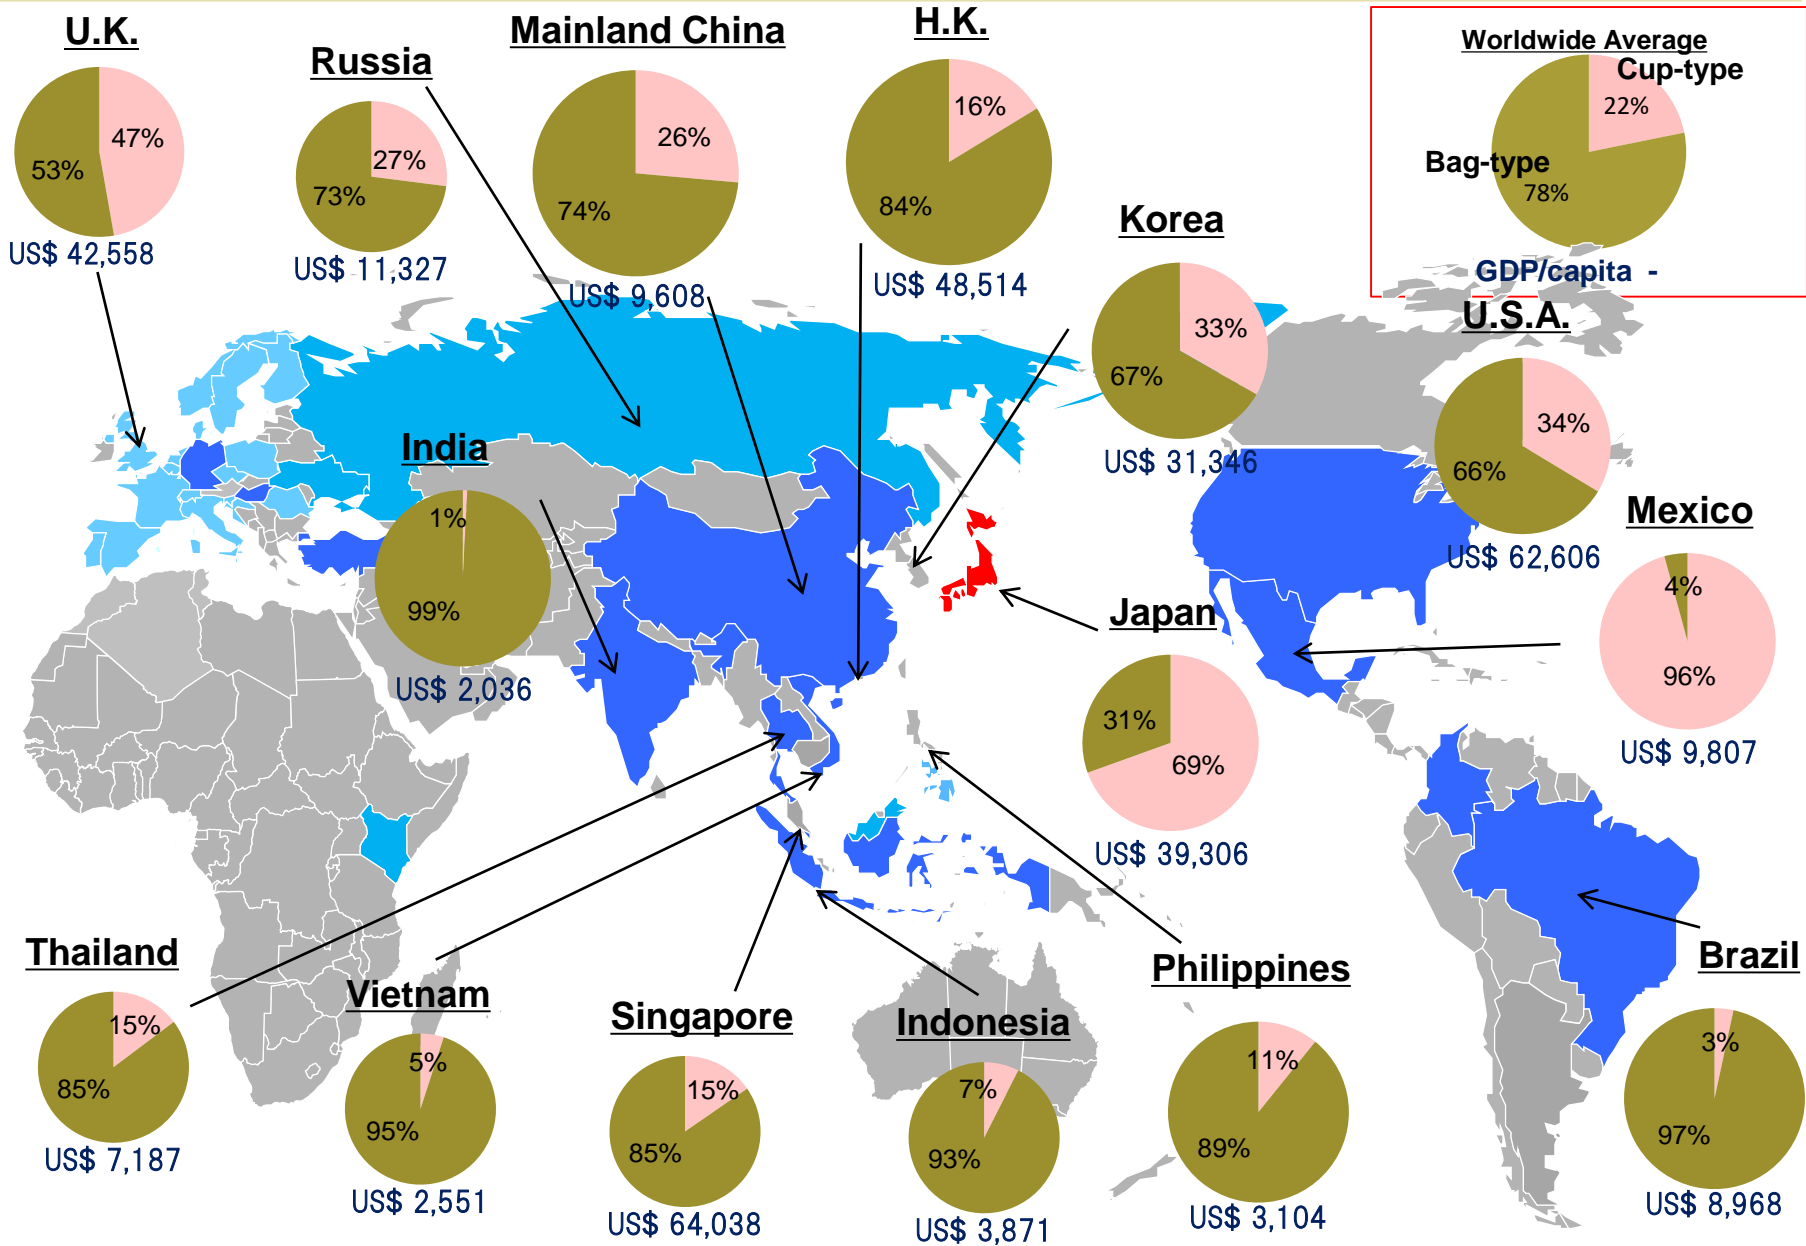 U.K.
47%
53%
US$ 42,558
Russia
27%
73%
US$ 11,327
Mainland China
26%
74%
US$ 9,608
H.K.
16%
84%
US$ 48,514
Worldwide Average
Cup-type
22%
Bag-type
78%
GDP/capita -
Korea
33%
67%
US$ 31,346
U.S.A.
34%
66%
US$ 62,606
India
1%
99%
US$ 2,036
Mexico
4%
96%
US$ 9,807
Japan
31%
69%
US$ 39,306
Thailand
15%
85%
US$ 7,187
Vietnam
5%
95%
US$ 2,551
Singapore
15%
85%
US$ 64,038
Indonesia
7%
93%
US$ 3,871
Philippines
11%
89%
US$ 3,104
Brazil
3%
97%
US$ 8,968